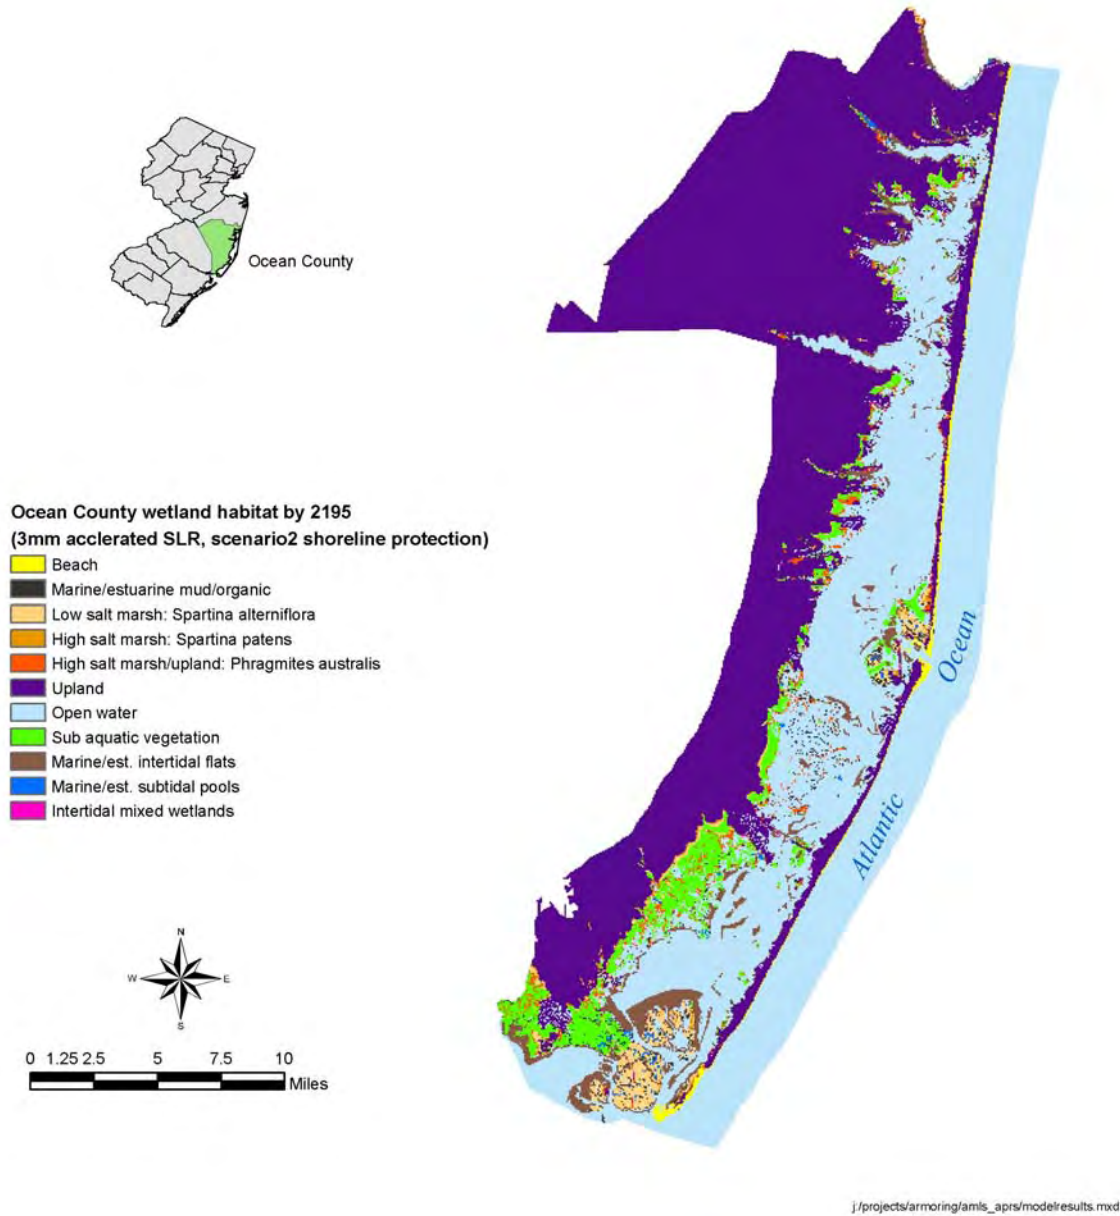 Ocean County
Ocean County wetland habitat by 2195
(3mm acclerated SLR, scenario2 shoreline protection)
Beach
Marine/estuarine mud/organic
Low salt marsh: Spartina alterniflora
High salt marsh: Spartina patens
High salt marsh/upland: Phragmites australis
Upland
Open water
Sub aquatic vegetation
Marine/est. intertidal flats
Marine/est. subtidal pools
Intertidal mixed wetlands
Atlantic Ocean
N
W E
S
0 1.25 2.5 5 7.5 10
Miles
j:/projects/armoring/amls_aprs/modelresults.mxd